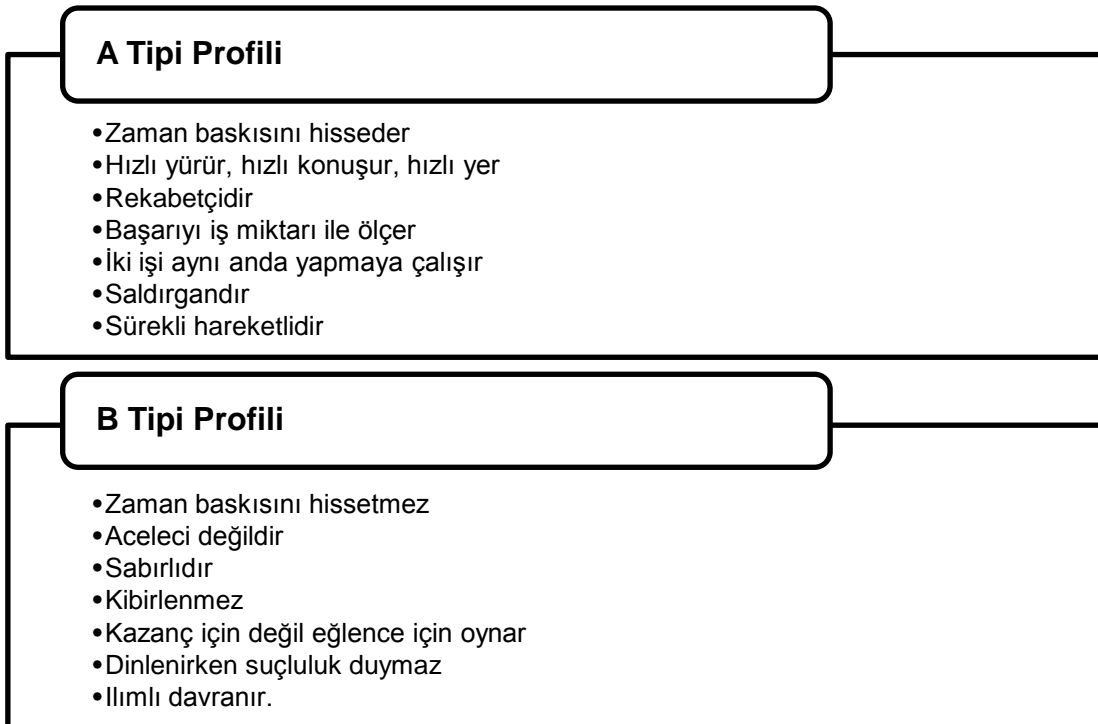 A Tipi Profili
•Zaman baskısını hisseder
•Hızlı yürür, hızlı konuşur, hızlı yer
•Rekabetçidir
•Başarıyı iş miktarı ile ölçer
•İki işi aynı anda yapmaya çalışır
•Saldırgandır
•Sürekli hareketlidir
B Tipi Profili
•Zaman baskısını hissetmez
•Aceleci değildir
•Sabırlıdır
•Kibirlenmez
•Kazanç için değil eğlence için oynar
•Dinlenirken suçluluk duymaz
•Ilımlı davranır.